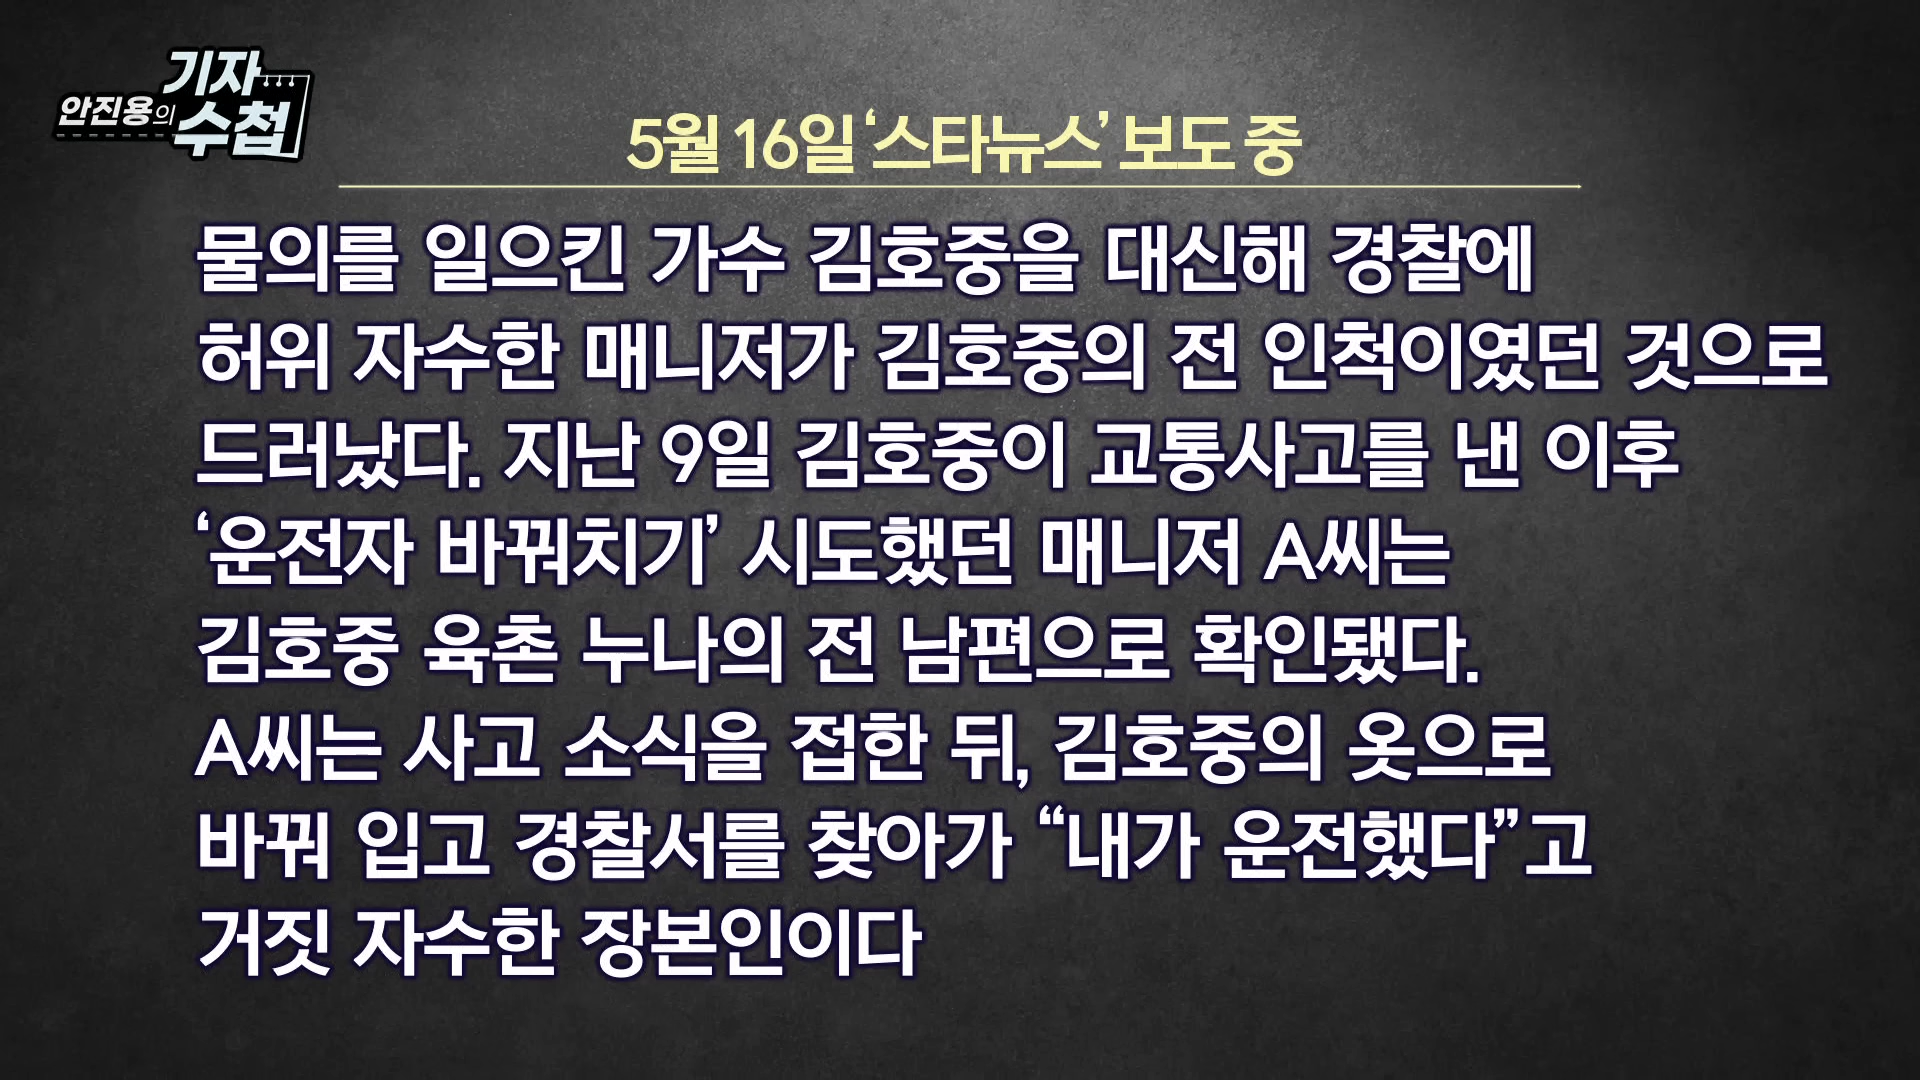 안진용의 기자수첩
5월 16일 ‘스타뉴스’ 보도 중
물의를 일으킨 가수 김호중을 대신해 경찰에
허위 자수한 매니저가 김호중의 전 인척이였던 것으로
드러났다. 지난 9일 김호중이 교통사고를 낸 이후
‘운전자 바꿔치기’ 시도했던 매니저 A씨는
김호중 육촌 누나의 전 남편으로 확인됐다.
A씨는 사고 소식을 접한 뒤, 김호중의 옷으로
바꿔 입고 경찰서를 찾아가 “내가 운전했다”고
거짓 자수한 장본인이다